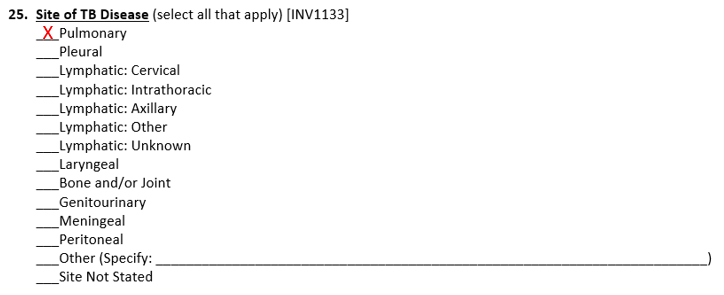 25. Site of TB Disease (select all that apply) [INV1133]
_X_Pulmonary
___Pleural
___Lymphatic: Cervical
___Lymphatic: Intrathoracic
___Lymphatic: Axillary
___Lymphatic: Other
___Lymphatic: Unknown
___Laryngeal
___Bone and/or Joint
___Genitourinary
___Meningeal
___Peritoneal
___Other (Specify: ______________________________________________________________________)
___Site Not Stated